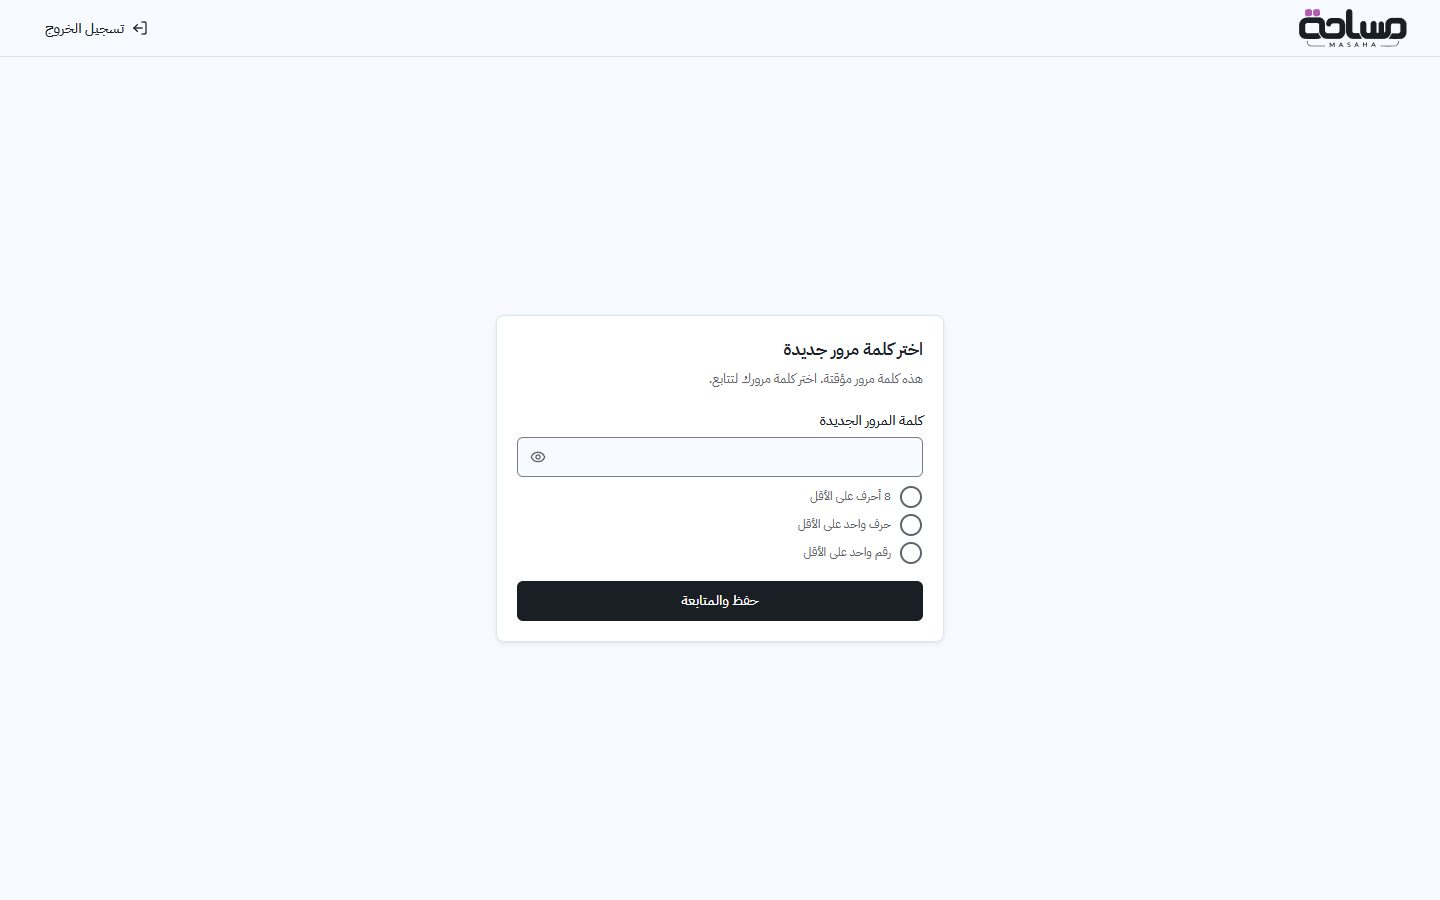 مساحة
MASAHA
تسجيل الخروج
اختر كلمة مرور جديدة
هذه كلمة مرور مؤقتة. اختر كلمة مرورك لتتابع.
كلمة المرور الجديدة
8 أحرف على الأقل
حرف واحد على الأقل
رقم واحد على الأقل
حفظ والمتابعة